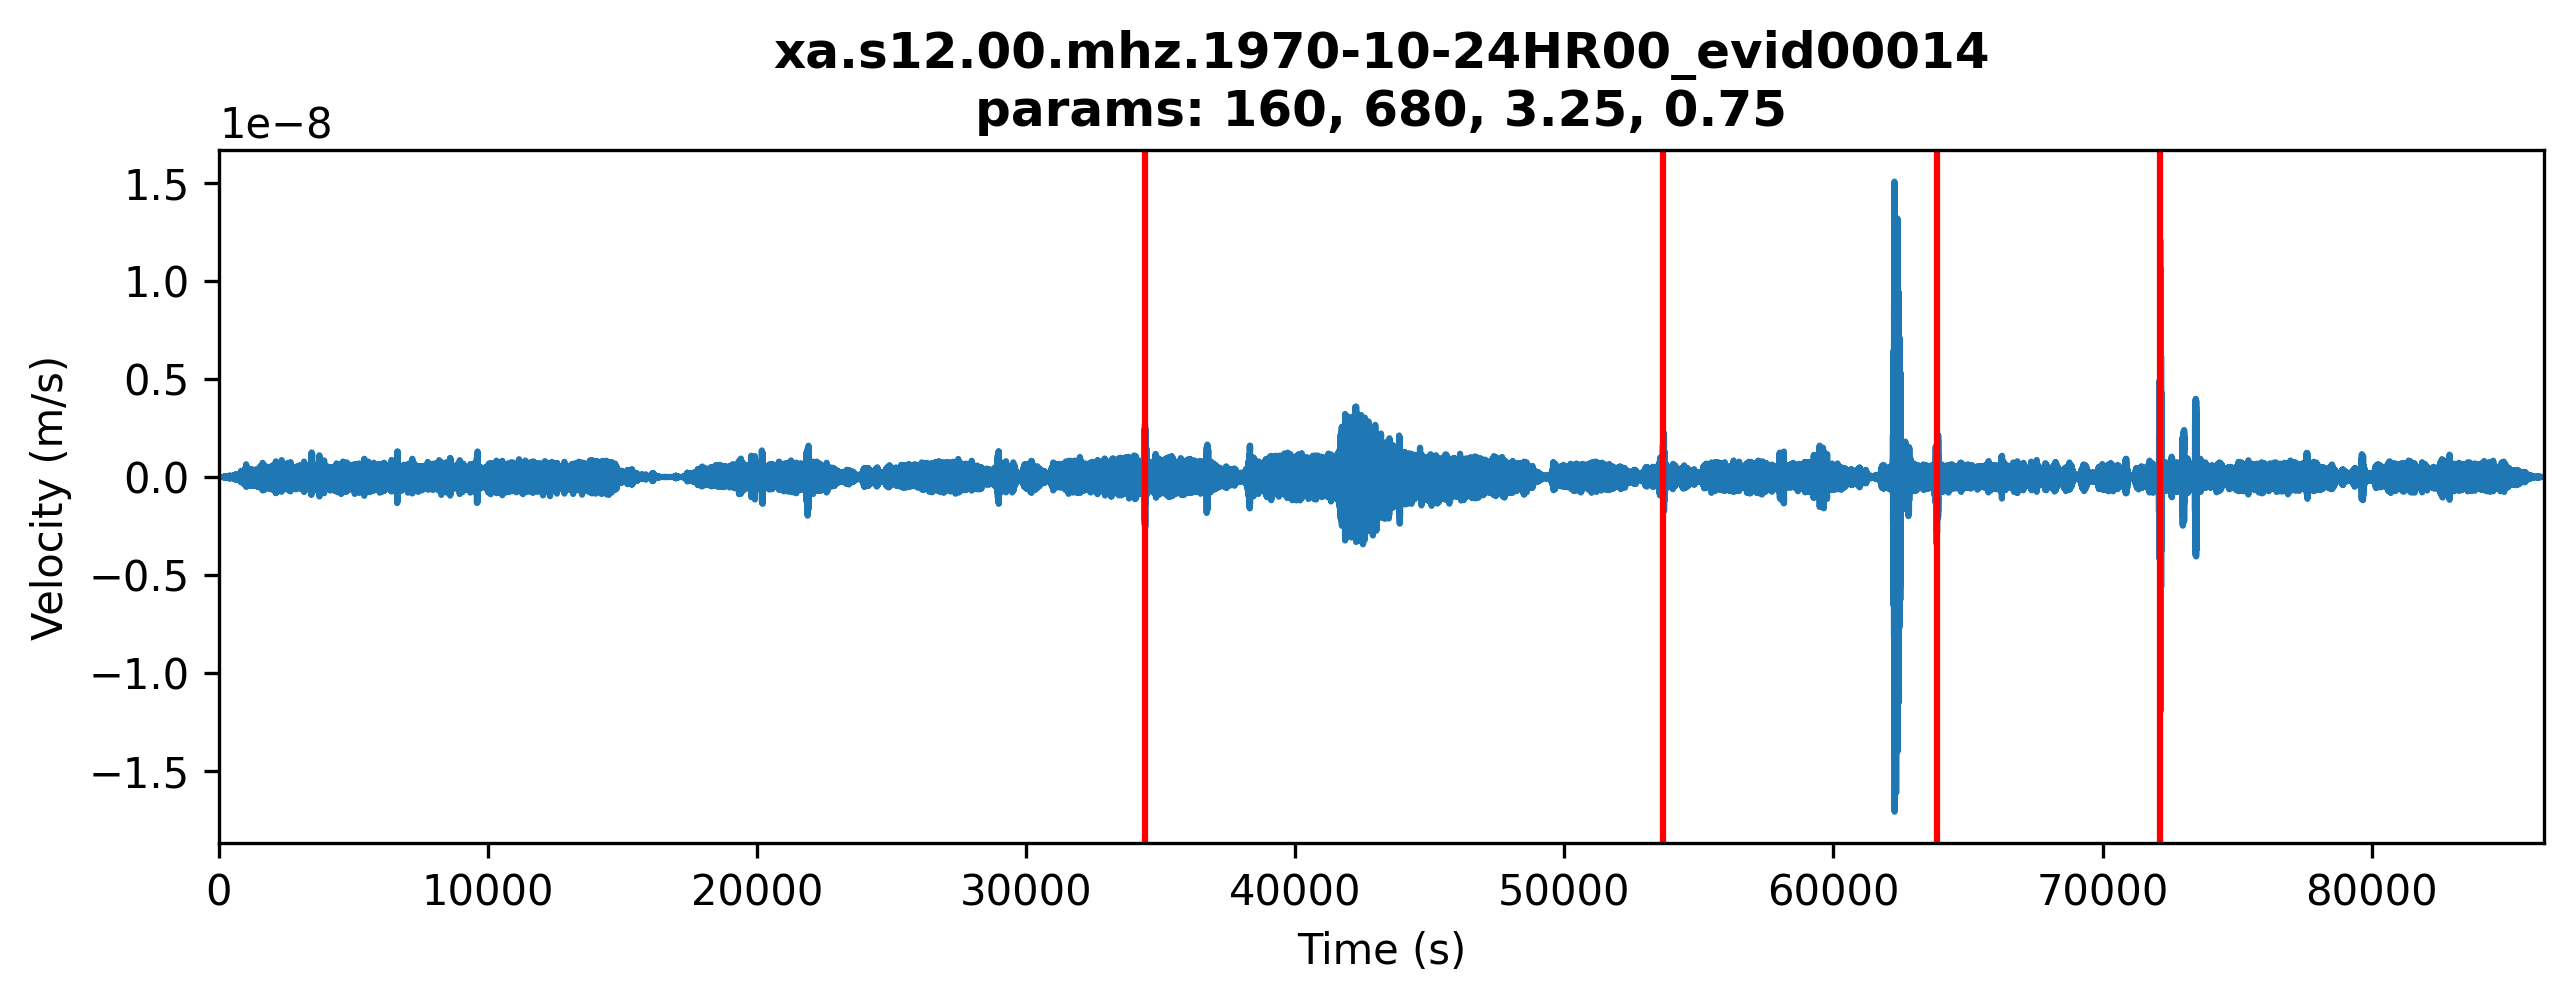 xa.s12.00.mhz.1970-10-24HR00_evid00014
params: 160, 680, 3.25, 0.75
1e−8
1.5
1.0
0.5
0.0
−0.5
−1.0
−1.5
Velocity (m/s)
0 10000 20000 30000 40000 50000 60000 70000 80000
Time (s)